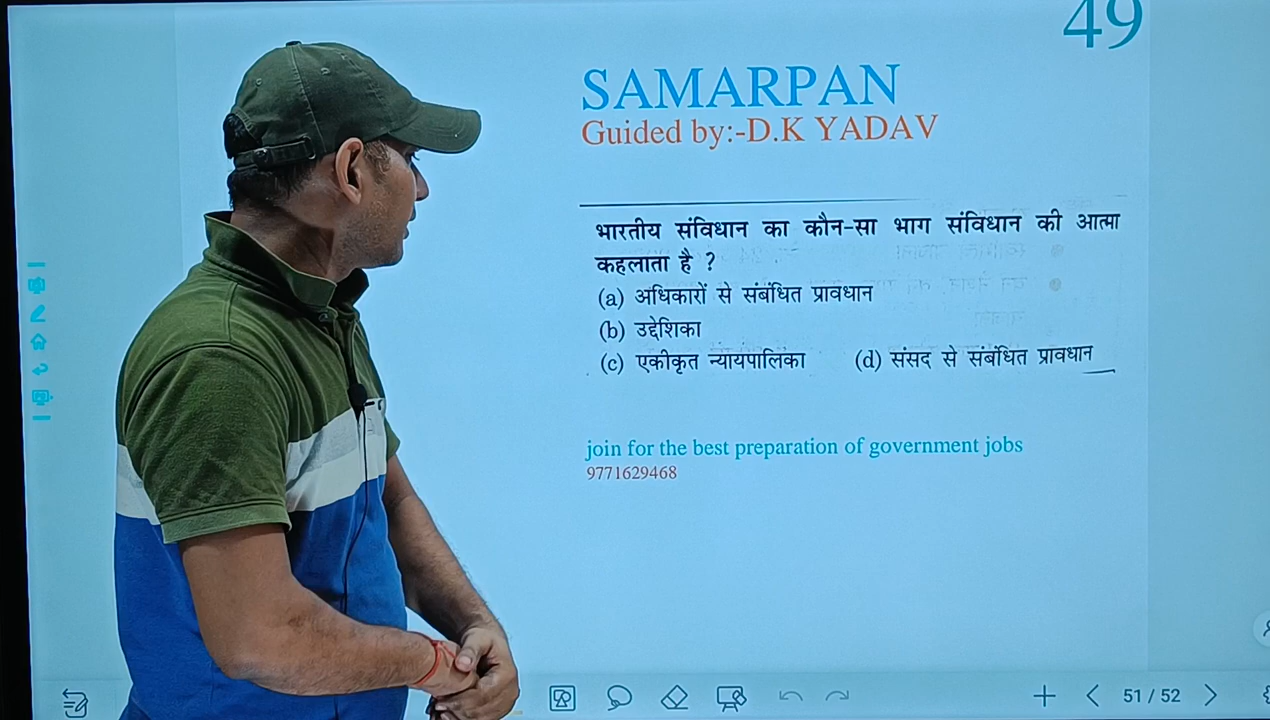 49
SAMARPAN
Guided by:-D.K YADAV
भारतीय संविधान का कौन-सा भाग संविधान की आत्मा
कहलाता है ?
(a) अधिकारों से संबंधित प्रावधान
(b) उद्देशिका
(c) एकीकृत न्यायपालिका (d) संसद से संबंधित प्रावधान
join for the best preparation of government jobs
9771629468
51 / 52